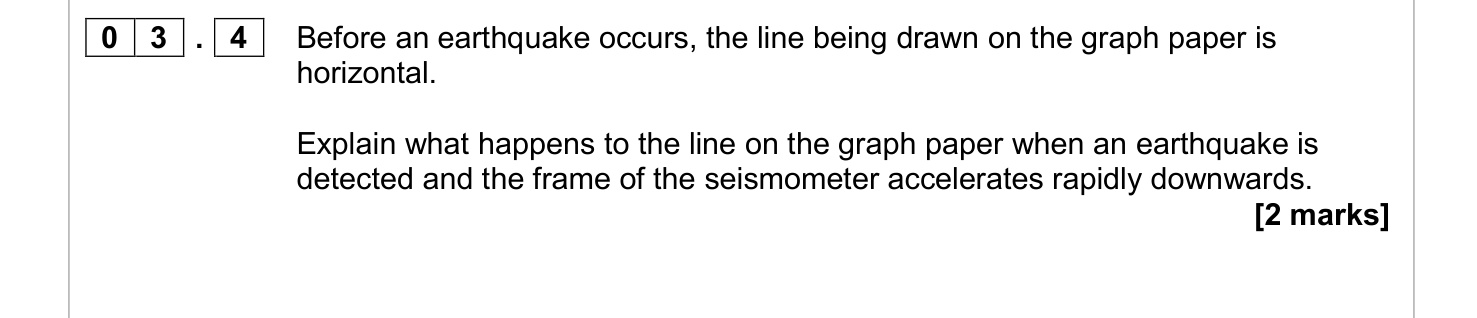 0 3 . 4 Before an earthquake occurs, the line being drawn on the graph paper is
horizontal.
Explain what happens to the line on the graph paper when an earthquake is
detected and the frame of the seismometer accelerates rapidly downwards.
[2 marks]